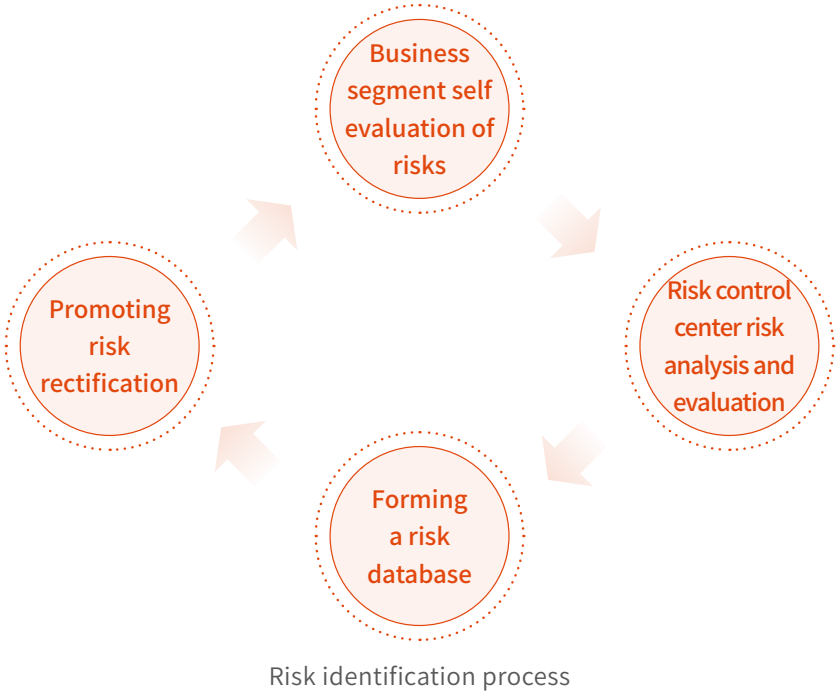 Business
segment self
evaluation of
risks
Risk control
center risk
analysis and
evaluation
Forming
a risk
database
Promoting
risk
rectification
Risk identification process